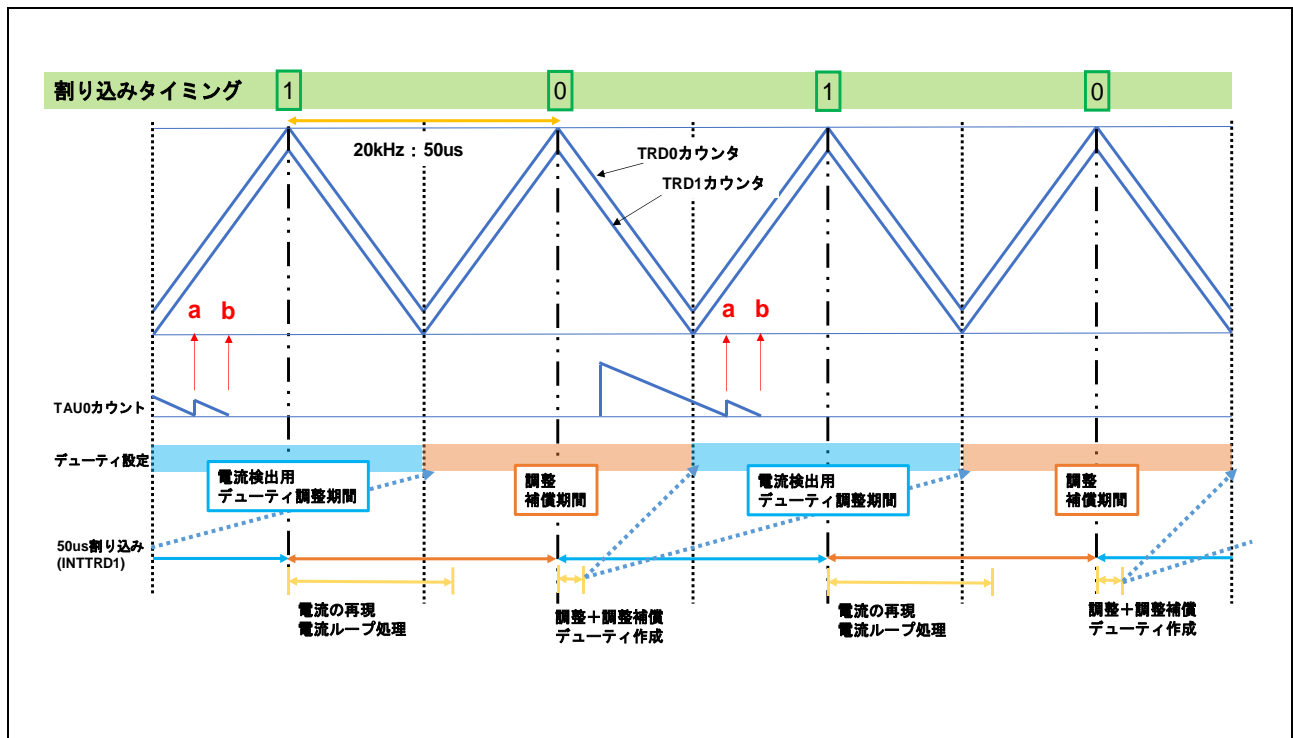 割り込みタイミング 1 0 1 0
20kHz：50us
TRD0カウンタ
TRD1カウンタ
a b a b
TAU0カウント
デューティ設定
電流検出用
デューティ調整期間
調整
補償期間
電流検出用
デューティ調整期間
調整
補償期間
50us割り込み
(INTTRD1)
電流の再現
電流ループ処理
調整＋調整補償
デューティ作成
電流の再現
電流ループ処理
調整＋調整補償
デューティ作成